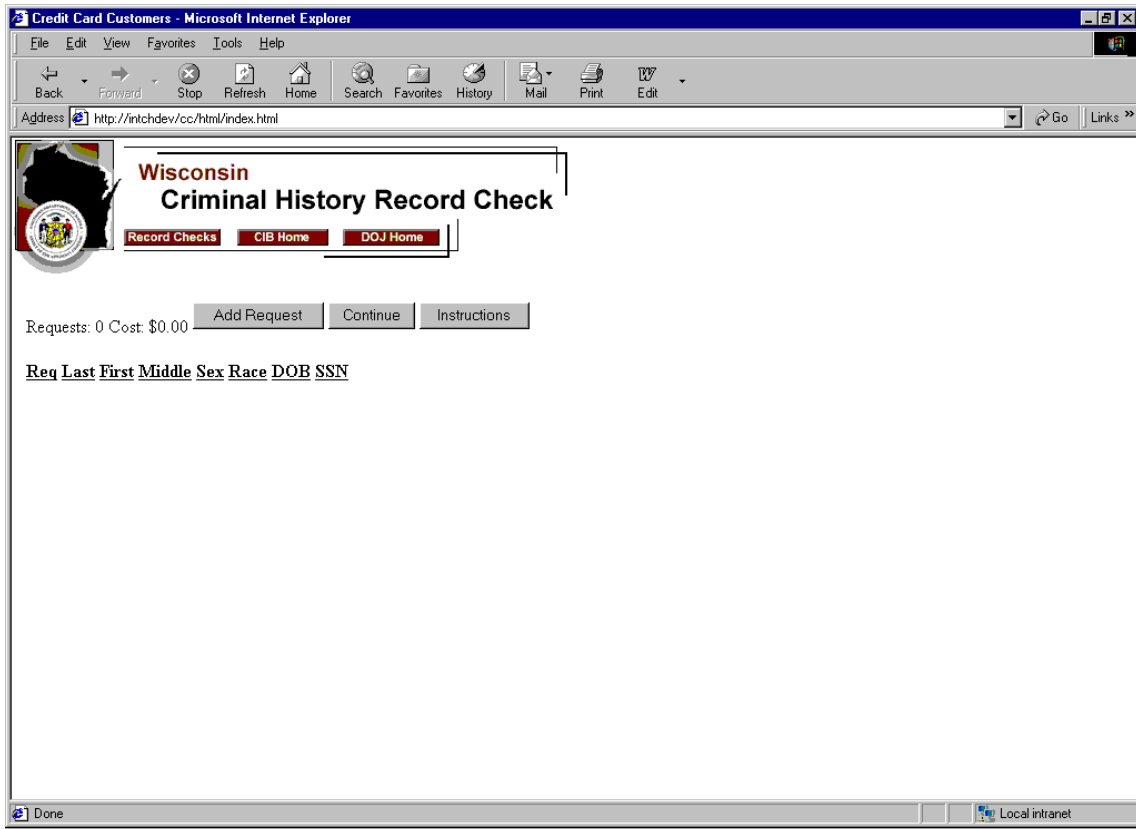 Credit Card Customers - Microsoft Internet Explorer
File Edit View Favorites Tools Help
Back Forward Stop Refresh Home Search Favorites History Mail Print Edit
Address http://intchdev/cc/html/index.html Go Links »
Wisconsin
Criminal History Record Check
Record Checks CIB Home DOJ Home
Requests: 0 Cost: $0.00 Add Request Continue Instructions
Req Last First Middle Sex Race DOB SSN
Done Local intranet